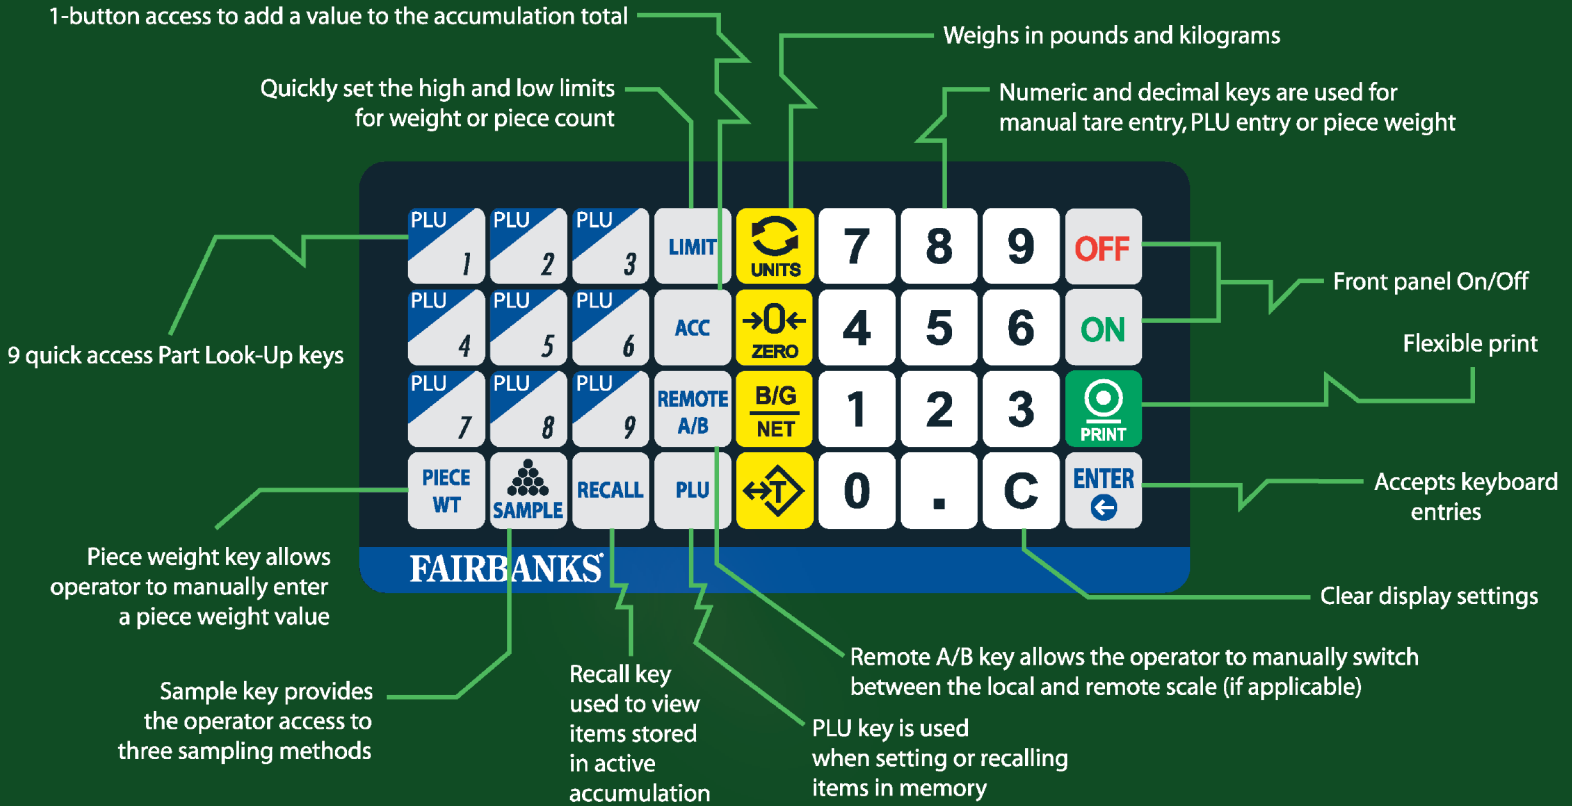 1-button access to add a value to the accumulation total
Weighs in pounds and kilograms
Quickly set the high and low limits
for weight or piece count
Numeric and decimal keys are used for
manual tare entry, PLU entry or piece weight
PLU 1
PLU 2
PLU 3
LIMIT
UNITS
7
8
9
OFF
PLU 4
PLU 5
PLU 6
ACC
→0←
ZERO
4
5
6
ON
PLU 7
PLU 8
PLU 9
REMOTE
A/B
B/G
NET
1
2
3
PRINT
PIECE
WT
SAMPLE
RECALL
PLU
T
0
.
C
ENTER
FAIRBANKS
9 quick access Part Look-Up keys
Front panel On/Off
Flexible print
Accepts keyboard
entries
Clear display settings
Piece weight key allows
operator to manually enter
a piece weight value
Sample key provides
the operator access to
three sampling methods
Recall key
used to view
items stored
in active
accumulation
Remote A/B key allows the operator to manually switch
between the local and remote scale (if applicable)
PLU key is used
when setting or recalling
items in memory